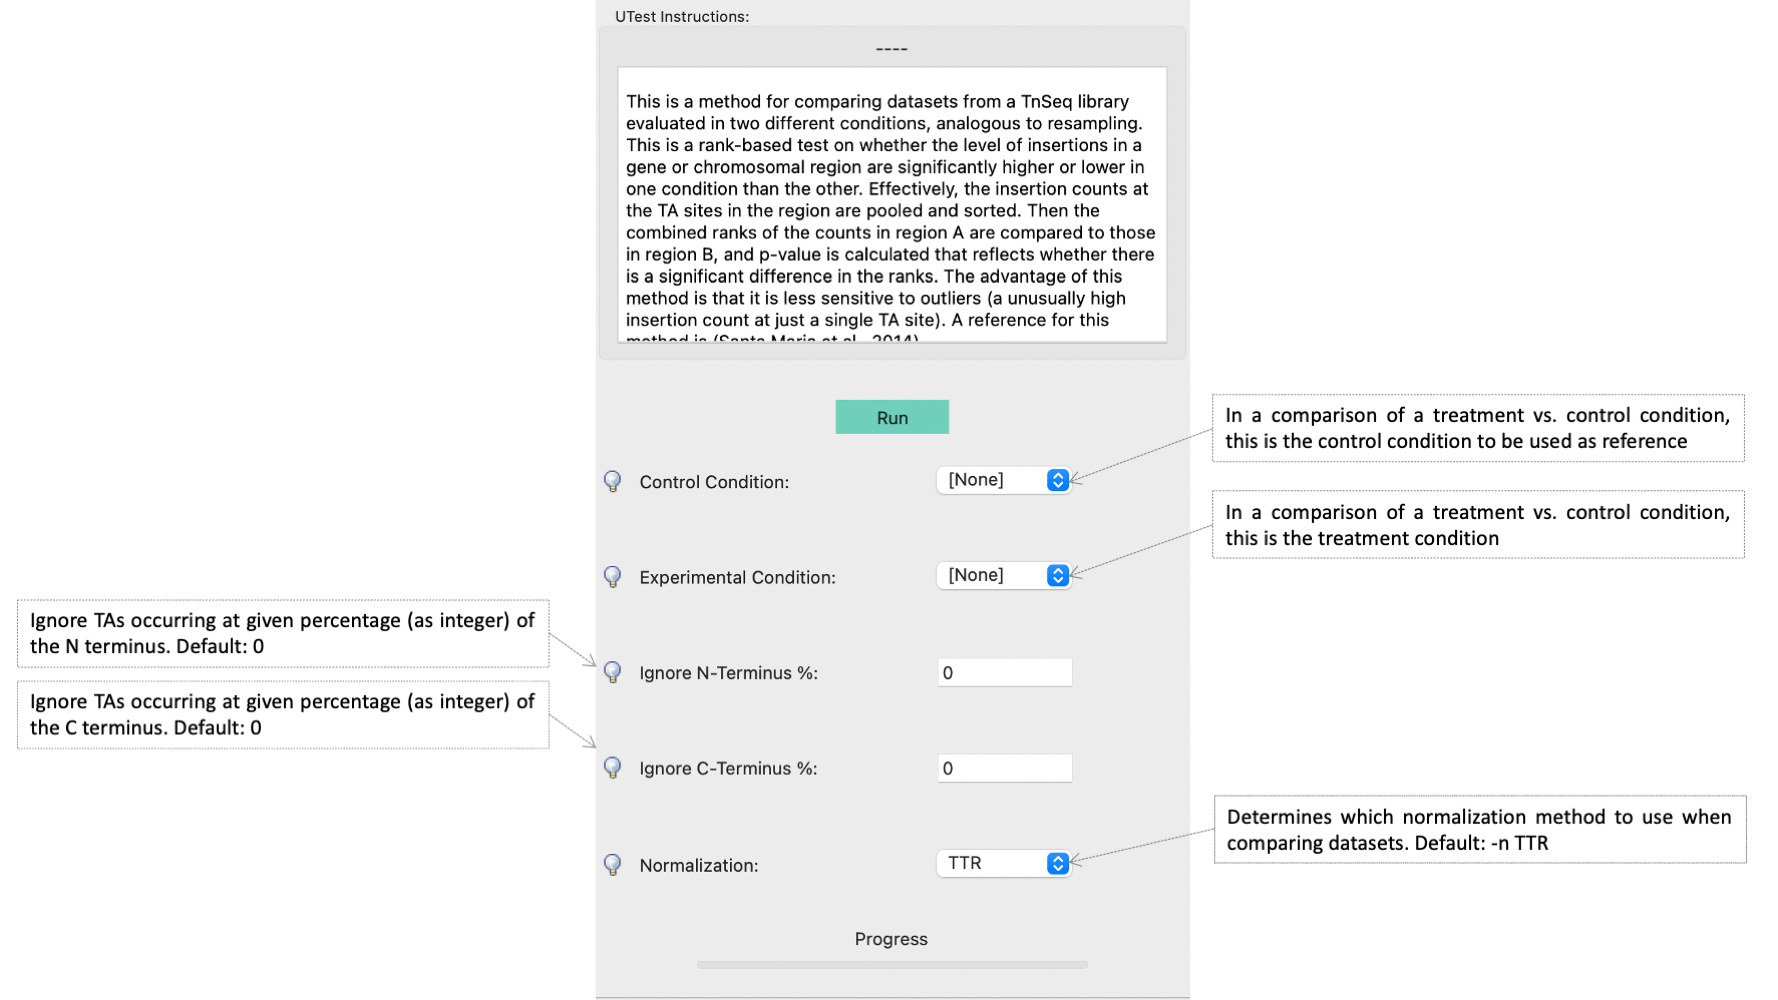 UTest Instructions:
----
This is a method for comparing datasets from a TnSeq library
evaluated in two different conditions, analogous to resampling.
This is a rank-based test on whether the level of insertions in a
gene or chromosomal region are significantly higher or lower in
one condition than the other. Effectively, the insertion counts at
the TA sites in the region are pooled and sorted. Then the
combined ranks of the counts in region A are compared to those
in region B, and p-value is calculated that reflects whether there
is a significant difference in the ranks. The advantage of this
method is that it is less sensitive to outliers (a unusually high
insertion count at just a single TA site). A reference for this
method is (Santa Maria et al., 2014)
Run
In a comparison of a treatment vs. control condition,
this is the control condition to be used as reference
Control Condition: [None]
In a comparison of a treatment vs. control condition,
this is the treatment condition
Experimental Condition: [None]
Ignore TAs occurring at given percentage (as integer) of
the N terminus. Default: 0
Ignore N-Terminus %: 0
Ignore TAs occurring at given percentage (as integer) of
the C terminus. Default: 0
Ignore C-Terminus %: 0
Determines which normalization method to use when
comparing datasets. Default: -n TTR
Normalization: TTR
Progress